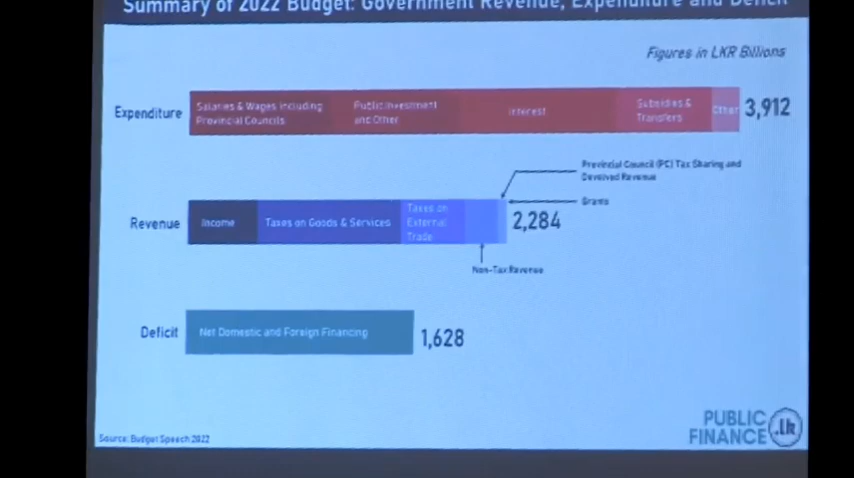 Summary of 2022 Budget: Government Revenue, Expenditure and Deficit
Figures in LKR Billions
Expenditure
Salaries & Wages including
Provincial Councils
Public Investment
and Other
Interest
Subsidies &
Transfers
Other
3,912
Provincial Council (PC) Tax Sharing and
Devolved Revenue
Grants
Revenue
Income
Taxes on Goods & Services
Taxes on
External
Trade
2,284
Non-Tax Revenue
Deficit
Net Domestic and Foreign Financing
1,628
Source: Budget Speech 2022
PUBLIC
FINANCE
.lk